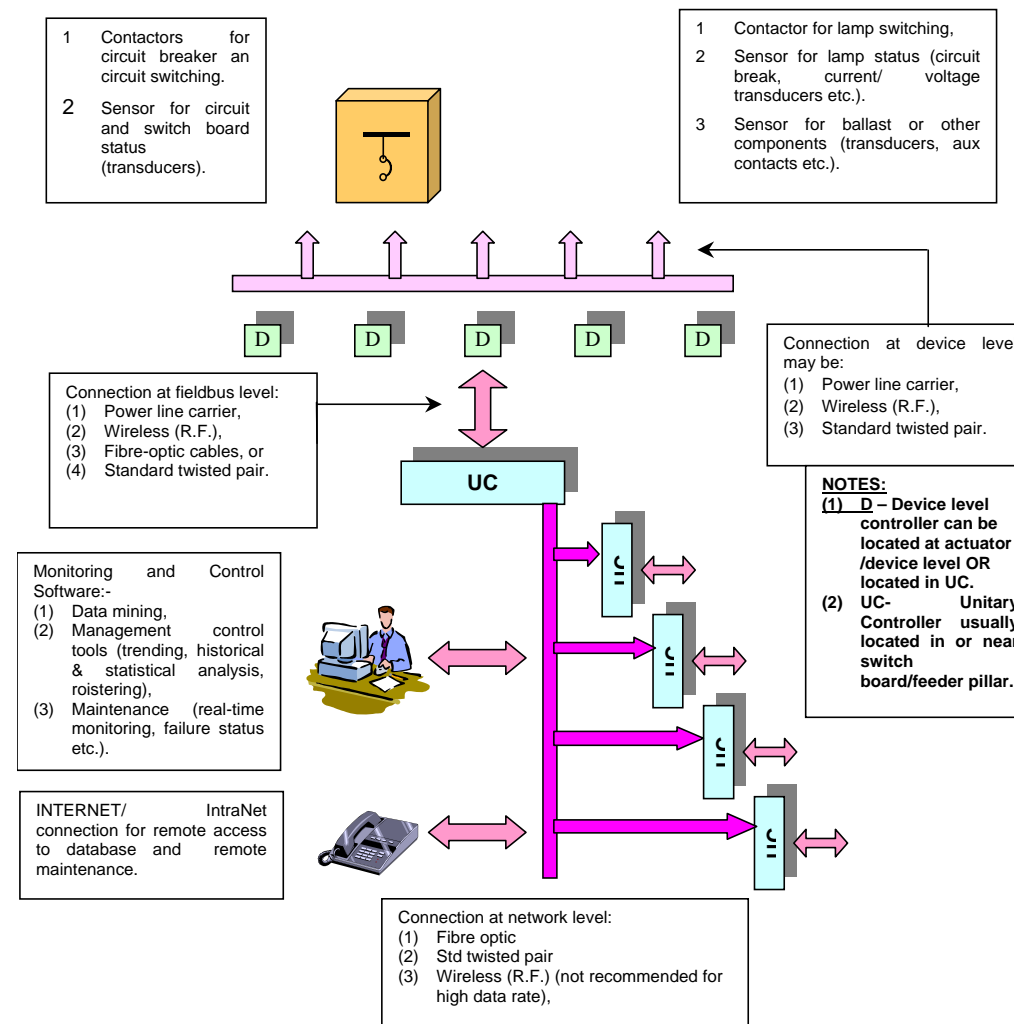 1 Contactors for
circuit breaker an
circuit switching.
2 Sensor for circuit
and switch board
status
(transducers).
1 Contactor for lamp switching,
2 Sensor for lamp status (circuit
break, current/ voltage
transducers etc.).
3 Sensor for ballast or other
components (transducers, aux
contacts etc.).
D
D
D
D
D
Connection at device level
may be:
(1) Power line carrier,
(2) Wireless (R.F.),
(3) Standard twisted pair.
Connection at fieldbus level:
(1) Power line carrier,
(2) Wireless (R.F.),
(3) Fibre-optic cables, or
(4) Standard twisted pair.
UC
NOTES:
(1) D – Device level
controller can be
located at actuator
/device level OR
located in UC.
(2) UC- Unitary
Controller usually
located in or near
switch
board/feeder pillar.
Monitoring and Control
Software:-
(1) Data mining,
(2) Management control
tools (trending, historical
& statistical analysis,
roistering),
(3) Maintenance (real-time
monitoring, failure status
etc.).
INTERNET/ IntraNet
connection for remote access
to database and remote
maintenance.
Connection at network level:
(1) Fibre optic
(2) Std twisted pair
(3) Wireless (R.F.) (not recommended for
high data rate),